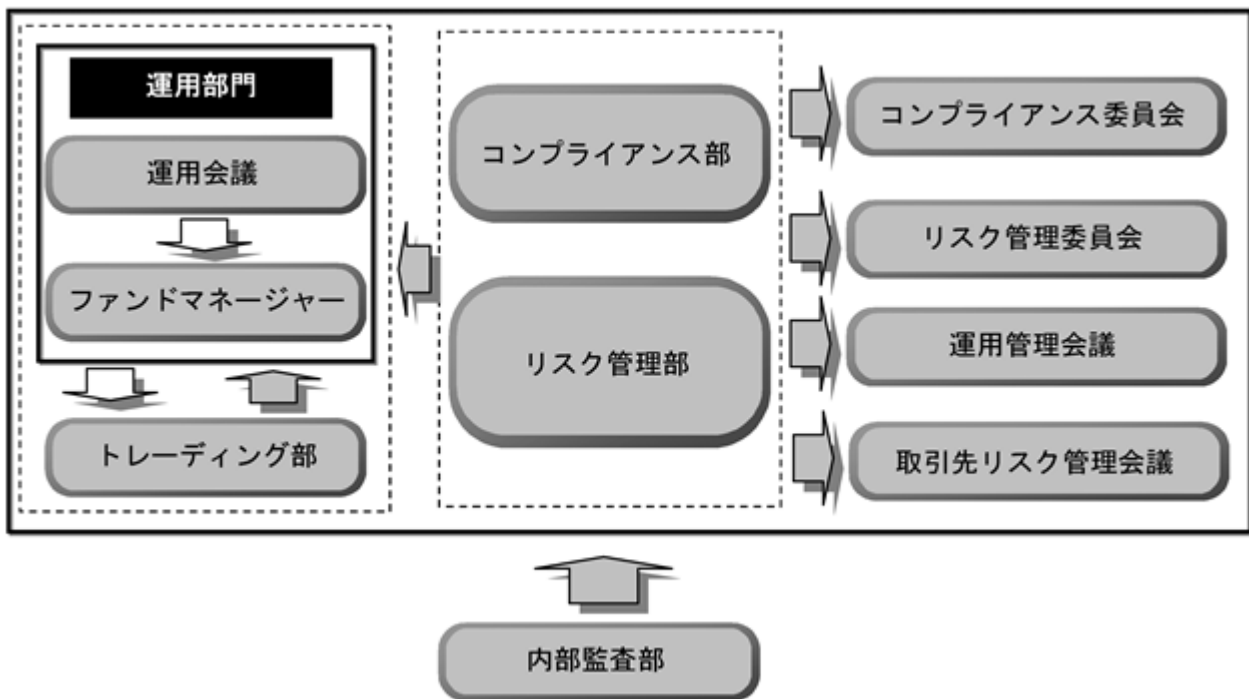 運用部門
運用会議
ファンドマネージャー
トレーディング部
コンプライアンス部
リスク管理部
コンプライアンス委員会
リスク管理委員会
運用管理会議
取引先リスク管理会議
内部監査部